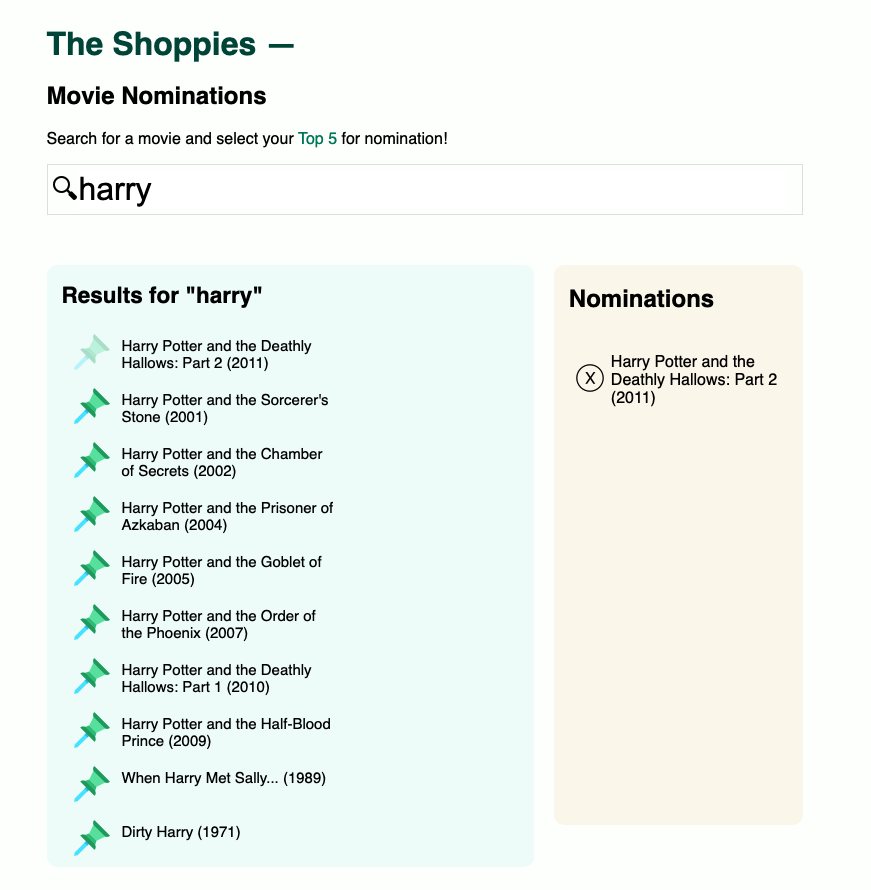 The Shoppies —
Movie Nominations
Search for a movie and select your Top 5 for nomination!
harry
Results for "harry"
Harry Potter and the Deathly
Hallows: Part 2 (2011)
Harry Potter and the Sorcerer's
Stone (2001)
Harry Potter and the Chamber
of Secrets (2002)
Harry Potter and the Prisoner of
Azkaban (2004)
Harry Potter and the Goblet of
Fire (2005)
Harry Potter and the Order of
the Phoenix (2007)
Harry Potter and the Deathly
Hallows: Part 1 (2010)
Harry Potter and the Half-Blood
Prince (2009)
When Harry Met Sally... (1989)
Dirty Harry (1971)
Nominations
X
Harry Potter and the
Deathly Hallows: Part 2
(2011)